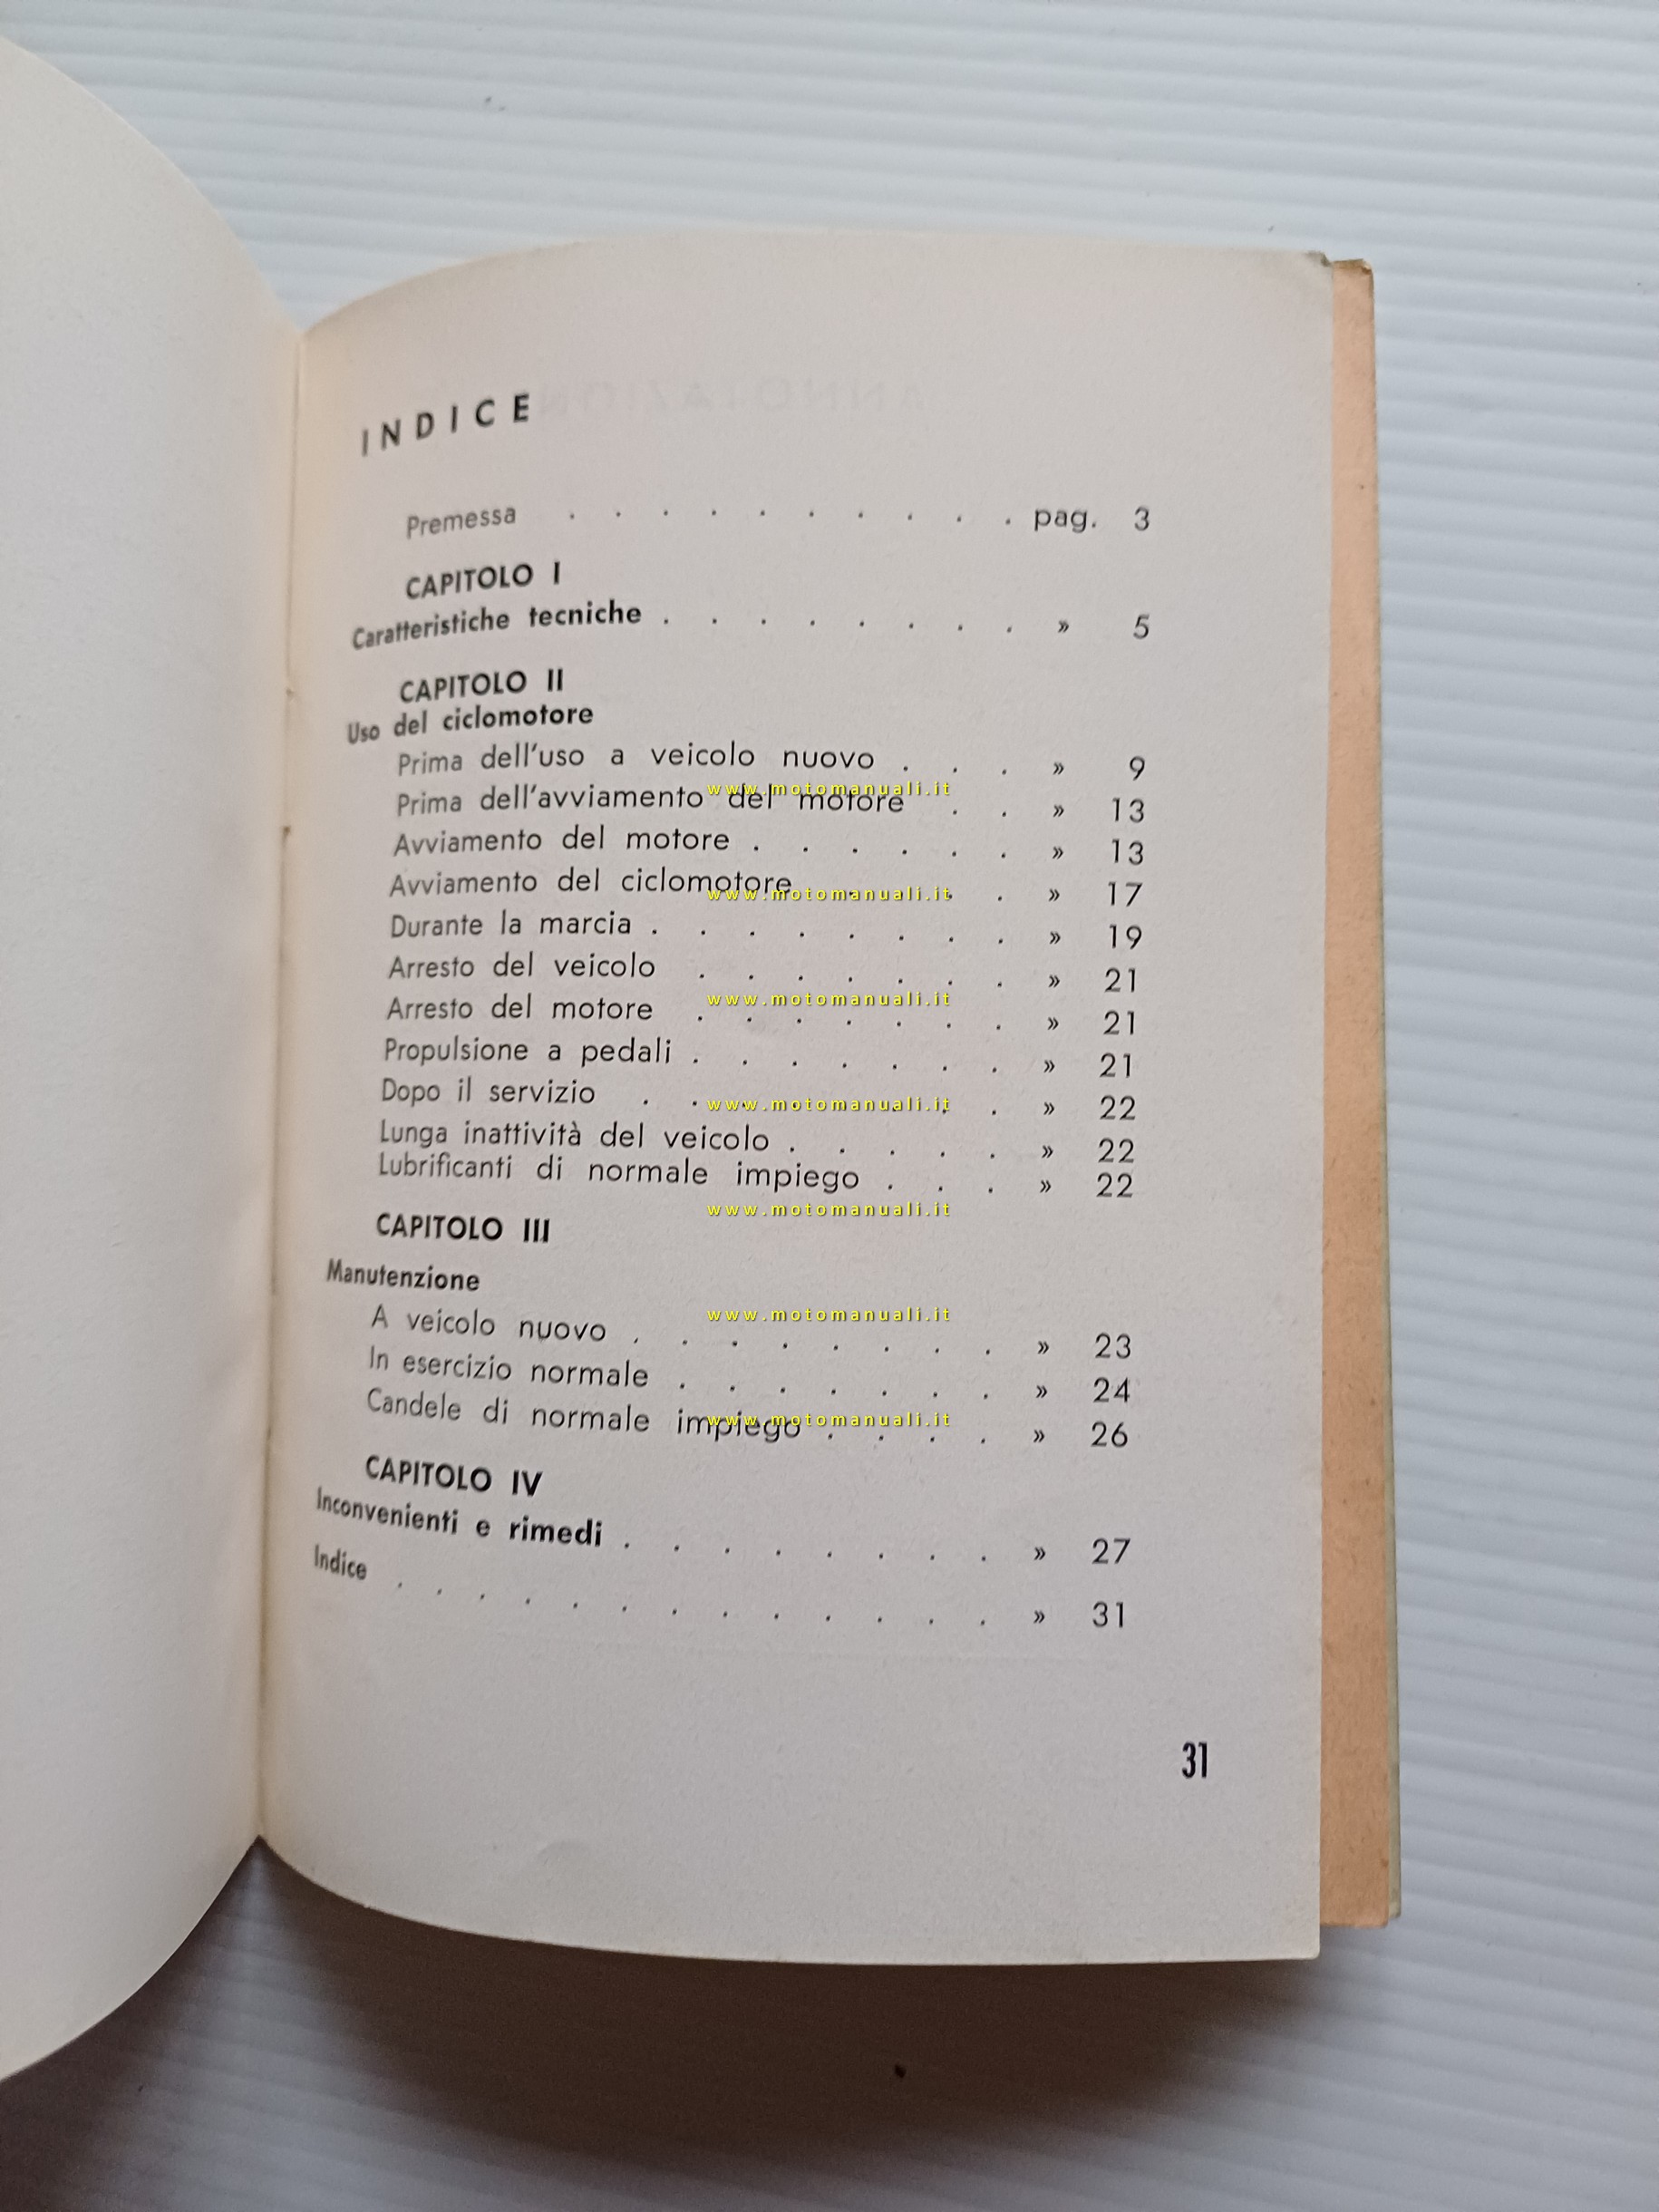 INDICE
Premessa . . . . . . . . . . pag. 3
CAPITOLO I
Caratteristiche tecniche . . . . . . . . » 5
CAPITOLO II
Uso del ciclomotore
Prima dell'uso a veicolo nuovo . . . » 9
www.motomanuali.it
Prima dell'avviamento del motore . . » 13
Avviamento del motore . . . . . . » 13
Avviamento del ciclomotore . . . . » 17
www.motomanuali.it
Durante la marcia . . . . . . . . » 19
Arresto del veicolo . . . . . . . » 21
www.motomanuali.it
Arresto del motore . . . . . . . » 21
Propulsione a pedali . . . . . . . » 21
Dopo il servizio . . . . . . . . » 22
www.motomanuali.it
Lunga inattività del veicolo . . . . . » 22
Lubrificanti di normale impiego . . . » 22
www.motomanuali.it
CAPITOLO III
Manutenzione
www.motomanuali.it
A veicolo nuovo . . . . . . . . » 23
In esercizio normale . . . . . . . » 24
Candele di normale impiego . . . . » 26
www.motomanuali.it
CAPITOLO IV
Inconvenienti e rimedi . . . . . . . . » 27
Indice . . . . . . . . . . . . . » 31
31